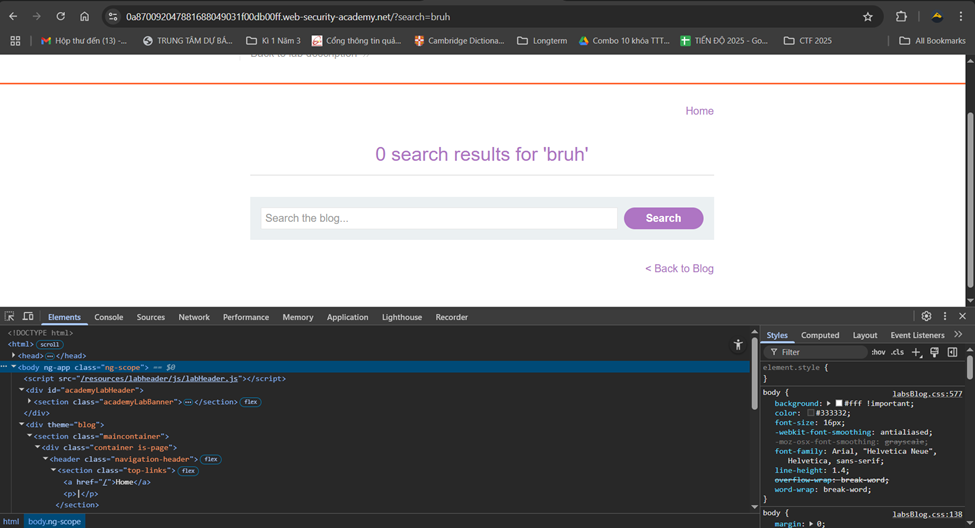 0a870092047881688049031f00db00ff.web-security-academy.net/?search=bruh
Hộp thư đến (13) -... TRUNG TÂM DỰ BÁ... Kì 1 Năm 3 Cổng thông tin quả... Cambridge Dictiona... Longterm Combo 10 khóa TTT... TIẾN ĐỘ 2025 - Go... CTF 2025 All Bookmarks
Back to lab description
Home
0 search results for 'bruh'
Search the blog... Search
< Back to Blog
Elements Console Sources Network Performance Memory Application Lighthouse Recorder
<!DOCTYPE html>
<html> scroll
<head> </head>
<body ng-app class="ng-scope"> == $0
<script src="/resources/labheader/js/labHeader.js"></script>
<div id="academyLabHeader">
<section class="academyLabBanner"> </section> flex
</div>
<div theme="blog">
<section class="maincontainer">
<div class="container is-page">
<header class="navigation-header"> flex
<section class="top-links"> flex
<a href="/">Home</a>
<p>|</p>
</section>
html body.ng-scope
Styles Computed Layout Event Listeners
Filter :hov .cls
element.style {
}
body { labsBlog.css:577
background: #fff !important;
color: #333332;
font-size: 16px;
-webkit-font-smoothing: antialiased;
-moz-osx-font-smoothing: grayscale;
font-family: Arial, "Helvetica Neue",
Helvetica, sans-serif;
line-height: 1.4;
overflow-wrap: break-word;
word-wrap: break-word;
}
body { labsBlog.css:138
margin: 0;